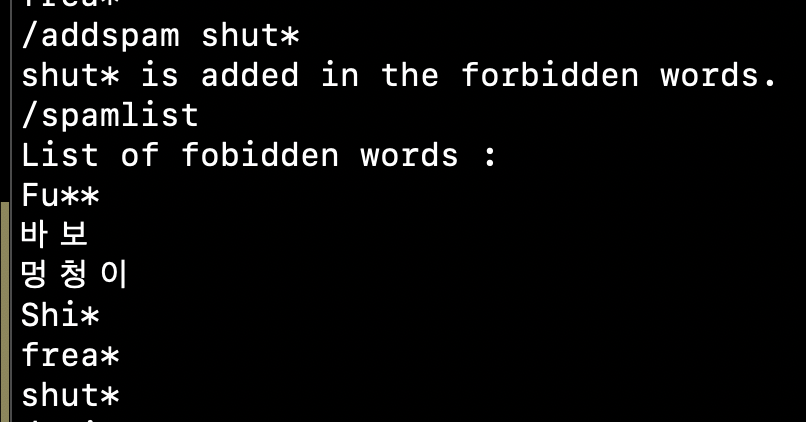 frea*
/addspam shut*
shut* is added in the forbidden words.
/spamlist
List of fobidden words :
Fu**
바보
멍청이
Shi*
frea*
shut*